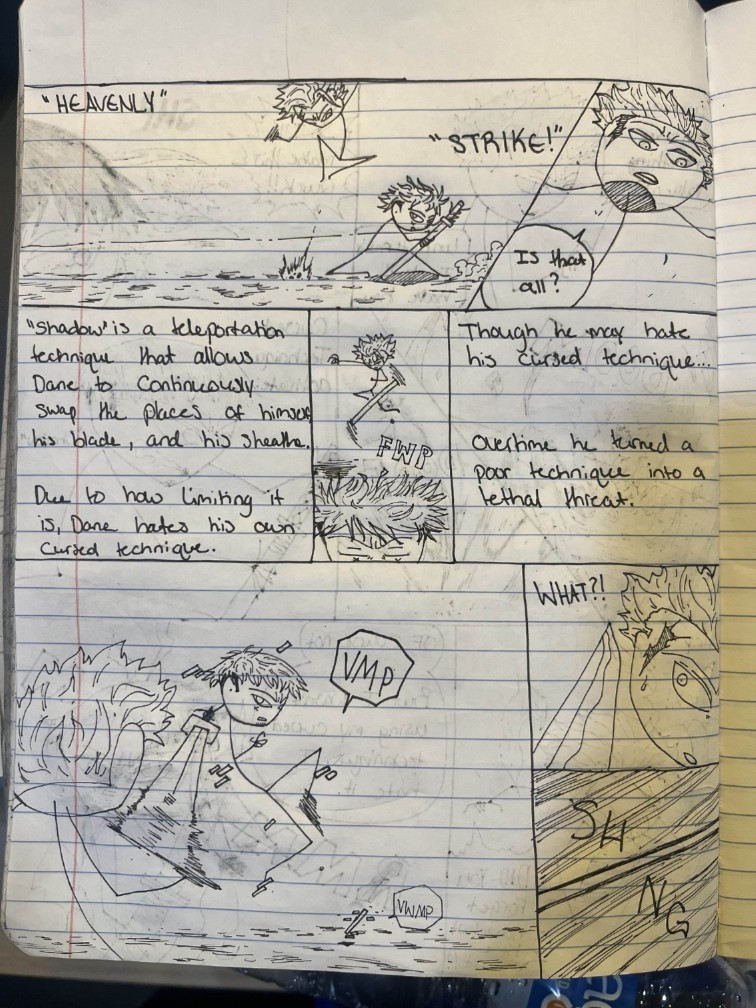 "HEAVENLY"
"STRIKE!"
Is that
all?
"Shadow" is a teleportation
technique that allows
Dane to continuously
swap the places of himself,
his blade, and his sheathe.
Due to how limiting it
is, Dane hates his own
cursed technique.
FWP
Though he may hate
his cursed technique...
overtime he turned a
poor technique into a
lethal threat.
VMP
VWMP
WHAT?!
SH
NG